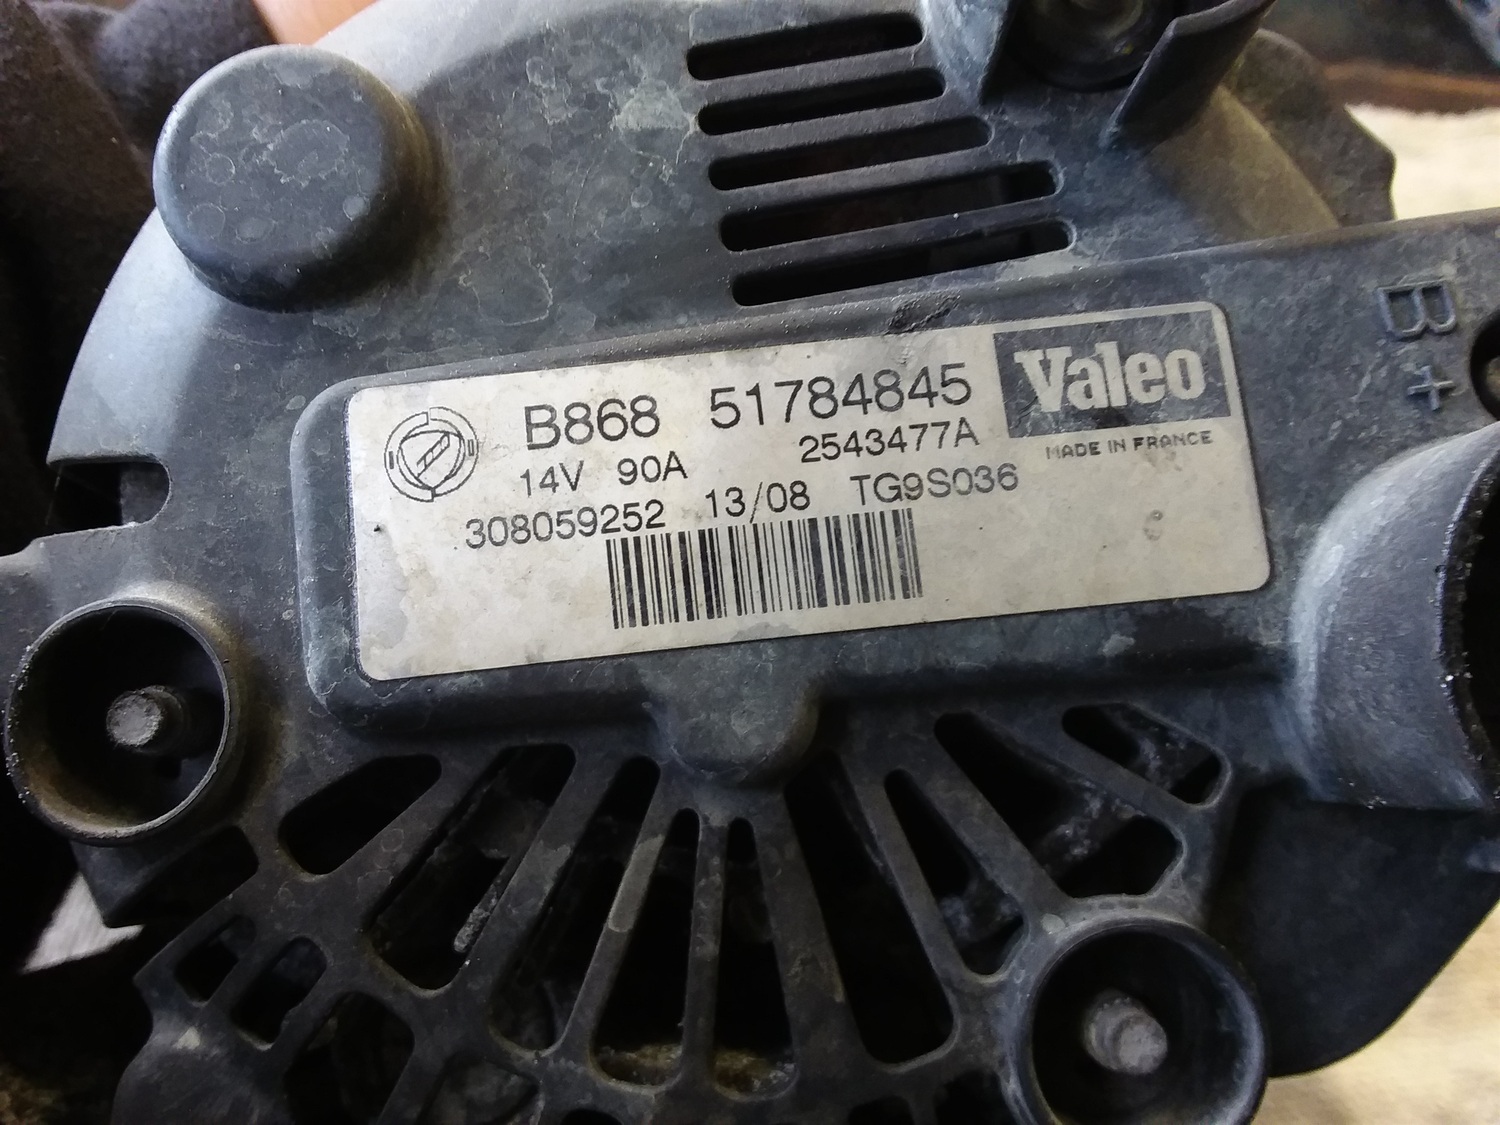 B868 51784845
Valeo
14V 90A 2543477A
MADE IN FRANCE
308059252 13/08 TG9S036
B+